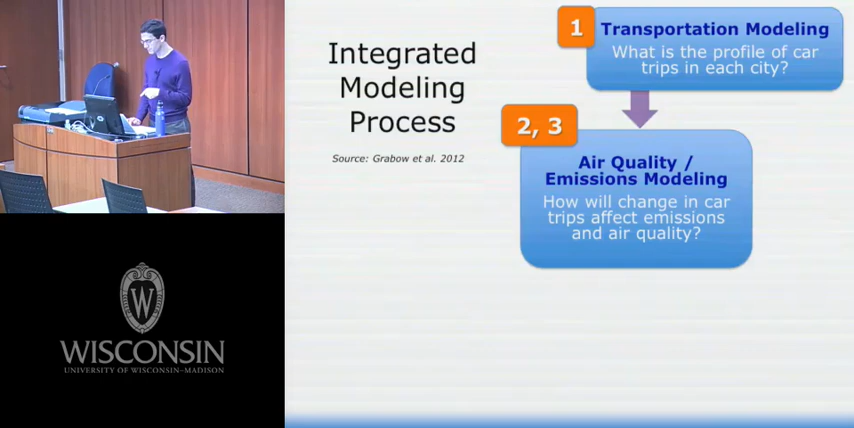 Integrated
Modeling
Process
Source: Grabow et al. 2012
1
Transportation Modeling
What is the profile of car
trips in each city?
2, 3
Air Quality /
Emissions Modeling
How will change in car
trips affect emissions
and air quality?
W
WISCONSIN
UNIVERSITY OF WISCONSIN–MADISON